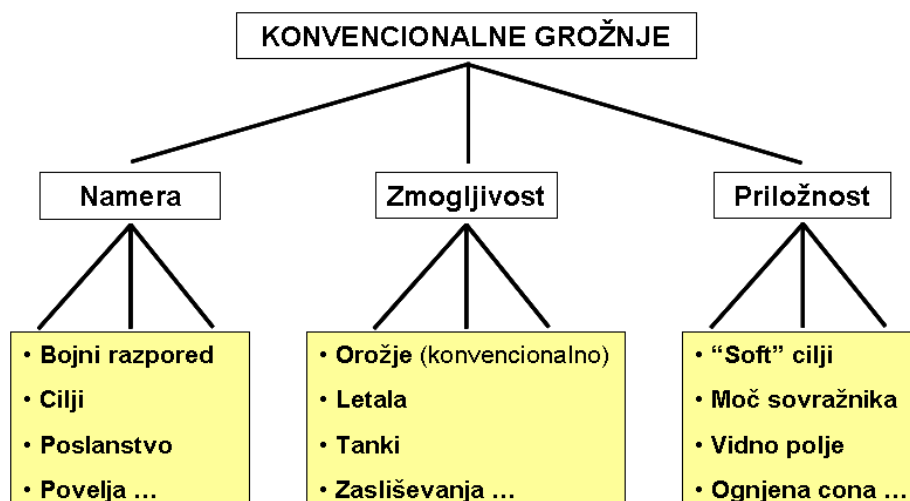 KONVENCIONALNE GROŽNJE
Namera
Zmogljivost
Priložnost
• Bojni razpored
• Cilji
• Poslanstvo
• Povelja ...
• Orožje (konvencionalno)
• Letala
• Tanki
• Zasliševanja ...
• “Soft” cilji
• Moč sovražnika
• Vidno polje
• Ognjena cona ...